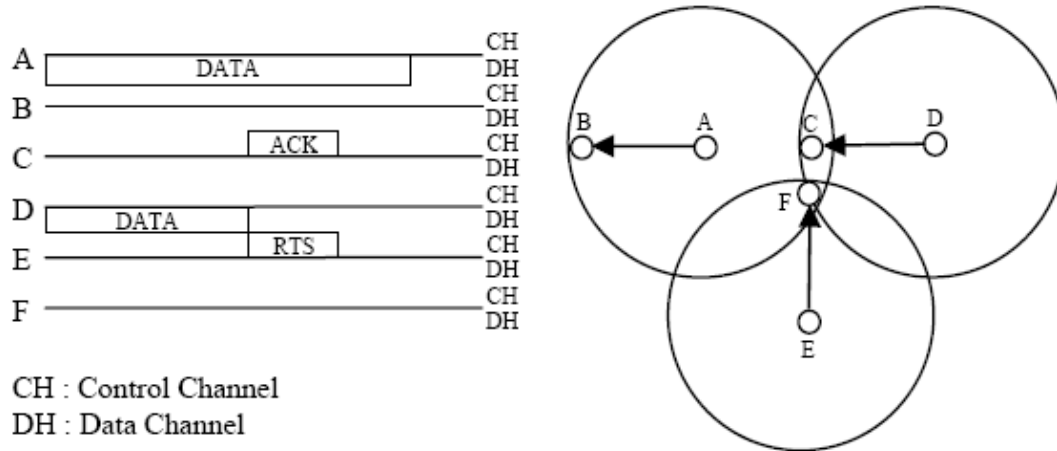 A
CH
DH
DATA
B
CH
DH
C
ACK
CH
DH
D
CH
DH
DATA
E
RTS
CH
DH
F
CH
DH
CH : Control Channel
DH : Data Channel
B
A
C
D
F
E